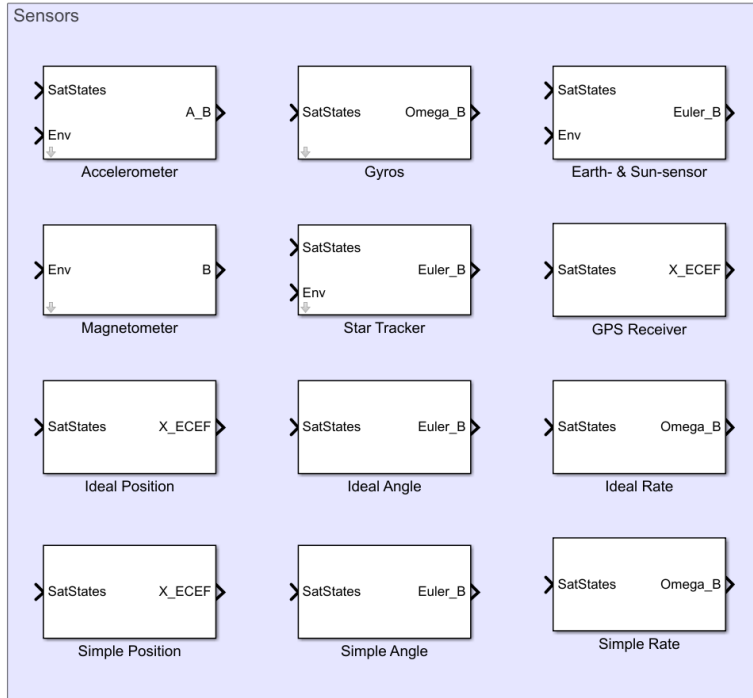 Sensors
SatStates
Env
A_B
Accelerometer
SatStates
Omega_B
Gyros
SatStates
Env
Euler_B
Earth- & Sun-sensor
Env
B
Magnetometer
SatStates
Env
Euler_B
Star Tracker
SatStates
X_ECEF
GPS Receiver
SatStates
X_ECEF
Ideal Position
SatStates
Euler_B
Ideal Angle
SatStates
Omega_B
Ideal Rate
SatStates
X_ECEF
Simple Position
SatStates
Euler_B
Simple Angle
SatStates
Omega_B
Simple Rate